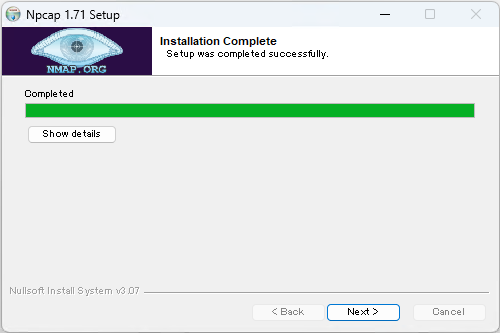 Npcap 1.71 Setup
NMAP.ORG
Installation Complete
Setup was completed successfully.
Completed
Show details
Nullsoft Install System v3.07
< Back
Next >
Cancel